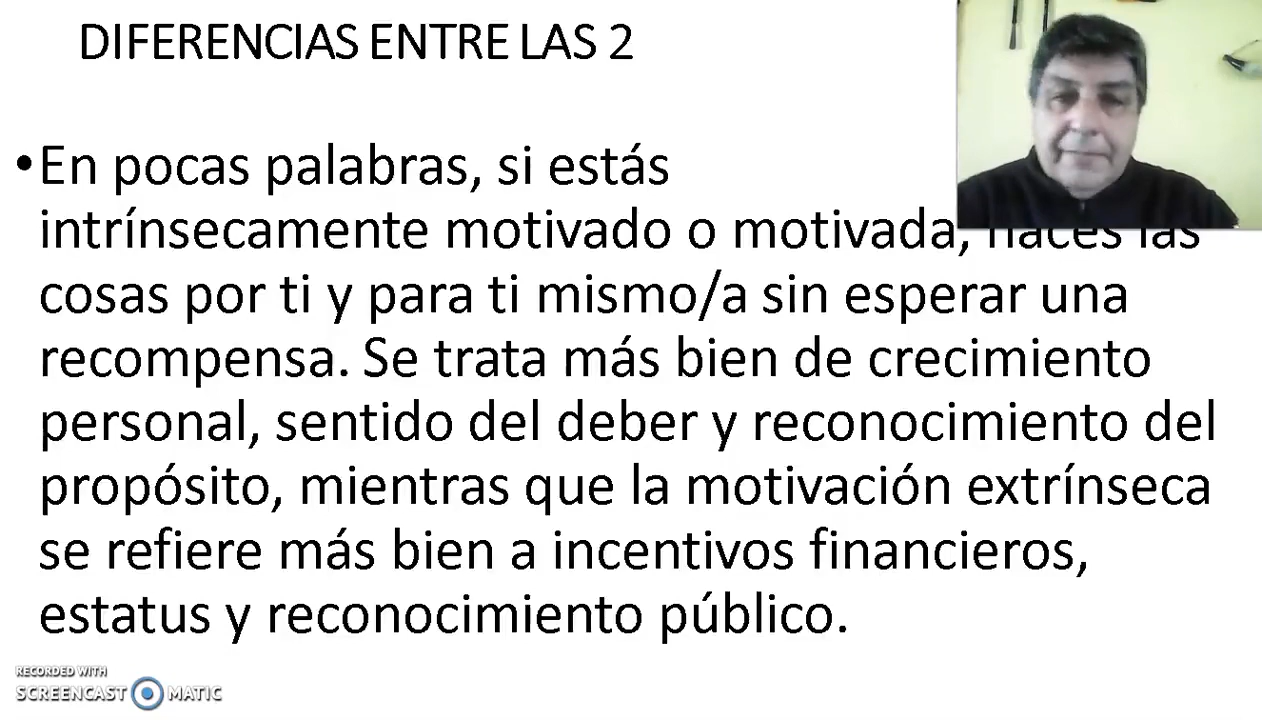 DIFERENCIAS ENTRE LAS 2
•En pocas palabras, si estás
intrínsecamente motivado o motivada, haces las
cosas por ti y para ti mismo/a sin esperar una
recompensa. Se trata más bien de crecimiento
personal, sentido del deber y reconocimiento del
propósito, mientras que la motivación extrínseca
se refiere más bien a incentivos financieros,
estatus y reconocimiento público.
RECORDED WITH
SCREENCAST MATIC